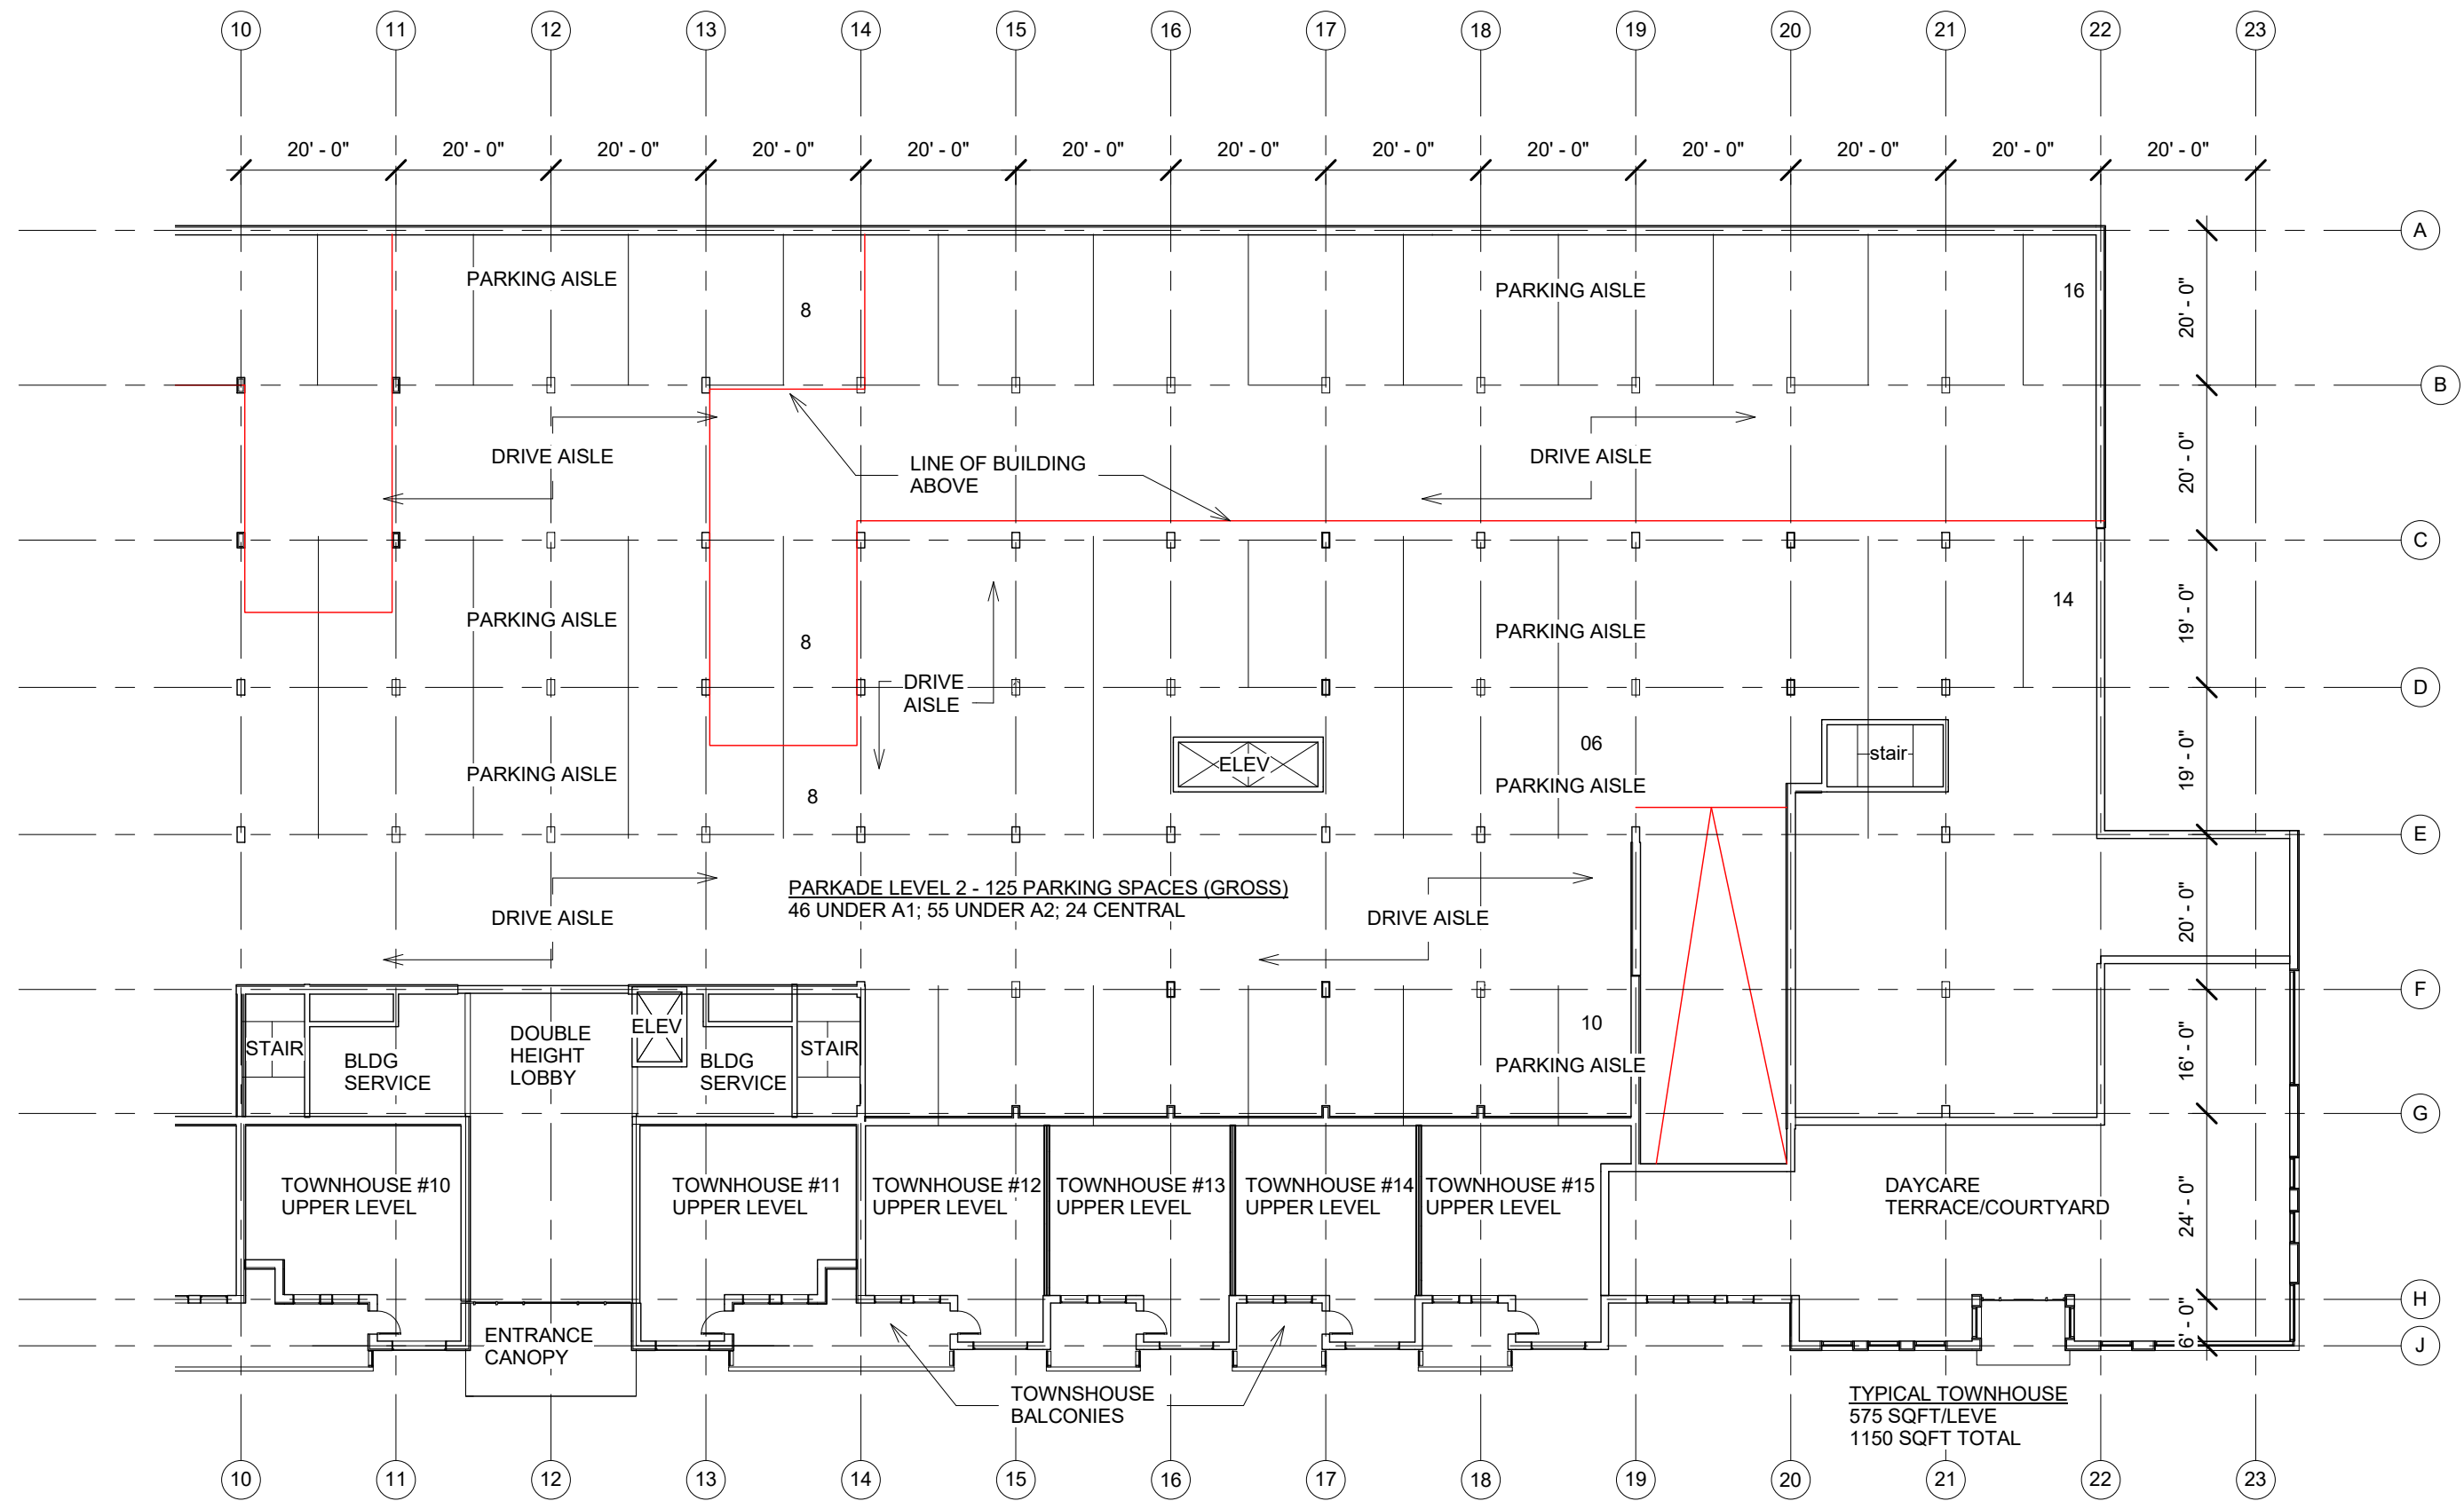 10 11 12 13 14 15 16 17 18 19 20 21 22 23
20' - 0" 20' - 0" 20' - 0" 20' - 0" 20' - 0" 20' - 0" 20' - 0" 20' - 0" 20' - 0" 20' - 0" 20' - 0" 20' - 0" 20' - 0"
A
PARKING AISLE
8
PARKING AISLE
16
20' - 0"
B
DRIVE AISLE
LINE OF BUILDING
ABOVE
DRIVE AISLE
20' - 0"
C
PARKING AISLE
8
PARKING AISLE
14
19' - 0"
DRIVE
AISLE
D
PARKING AISLE
8
ELEV
06
PARKING AISLE
stair
19' - 0"
E
PARKADE LEVEL 2 - 125 PARKING SPACES (GROSS)
46 UNDER A1; 55 UNDER A2; 24 CENTRAL
DRIVE AISLE
DRIVE AISLE
20' - 0"
F
STAIR
BLDG
SERVICE
DOUBLE
HEIGHT
LOBBY
ELEV
BLDG
SERVICE
STAIR
10
PARKING AISLE
16' - 0"
G
TOWNHOUSE #10
UPPER LEVEL
TOWNHOUSE #11
UPPER LEVEL
TOWNHOUSE #12
UPPER LEVEL
TOWNHOUSE #13
UPPER LEVEL
TOWNHOUSE #14
UPPER LEVEL
TOWNHOUSE #15
UPPER LEVEL
DAYCARE
TERRACE/COURTYARD
24' - 0"
H
ENTRANCE
CANOPY
6' - 0"
J
TOWNSHOUSE
BALCONIES
TYPICAL TOWNHOUSE
575 SQFT/LEVE
1150 SQFT TOTAL
10 11 12 13 14 15 16 17 18 19 20 21 22 23